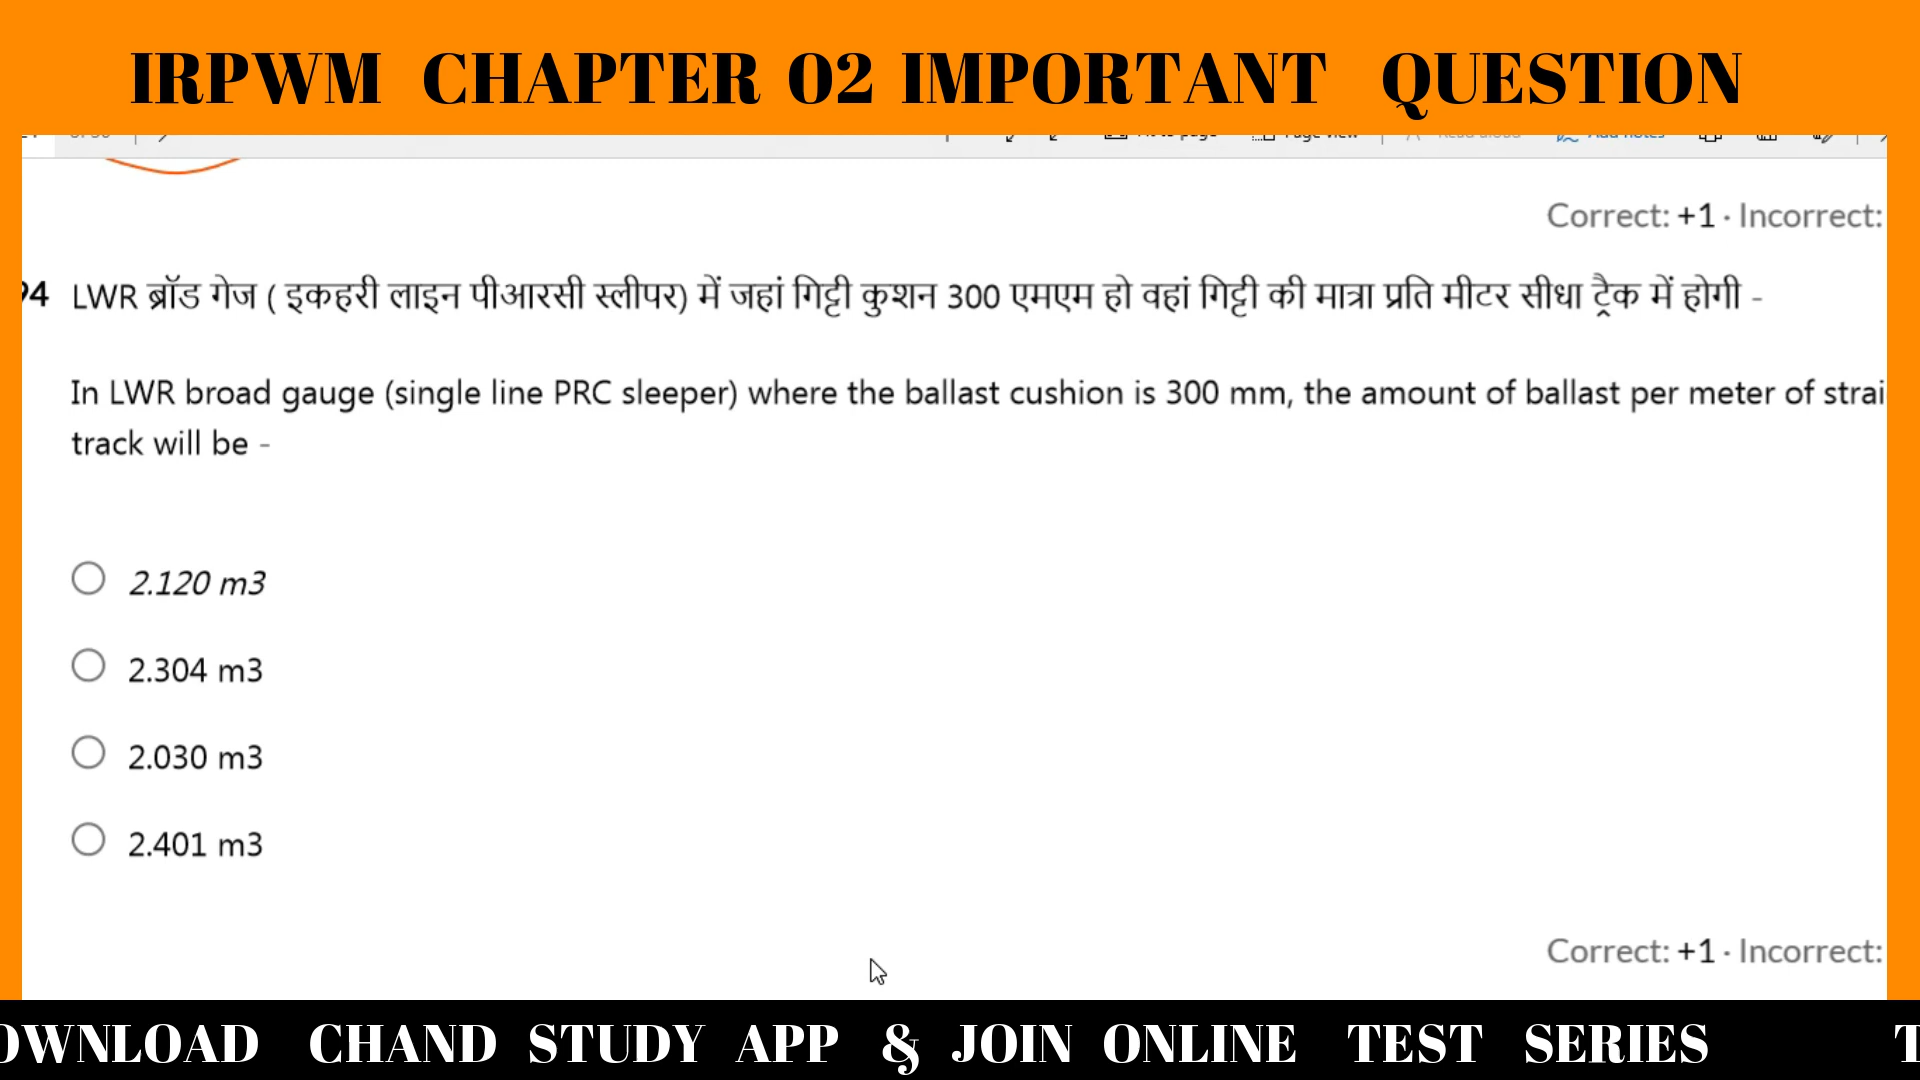 IRPWM CHAPTER 02 IMPORTANT QUESTION
Correct: +1 · Incorrect:
94 LWR ब्रॉड गेज ( इकहरी लाइन पीआरसी स्लीपर) में जहां गिट्टी कुशन 300 एमएम हो वहां गिट्टी की मात्रा प्रति मीटर सीधा ट्रैक में होगी -
In LWR broad gauge (single line PRC sleeper) where the ballast cushion is 300 mm, the amount of ballast per meter of strai
track will be -
2.120 m3
2.304 m3
2.030 m3
2.401 m3
Correct: +1 · Incorrect:
OWNLOAD CHAND STUDY APP & JOIN ONLINE TEST SERIES T